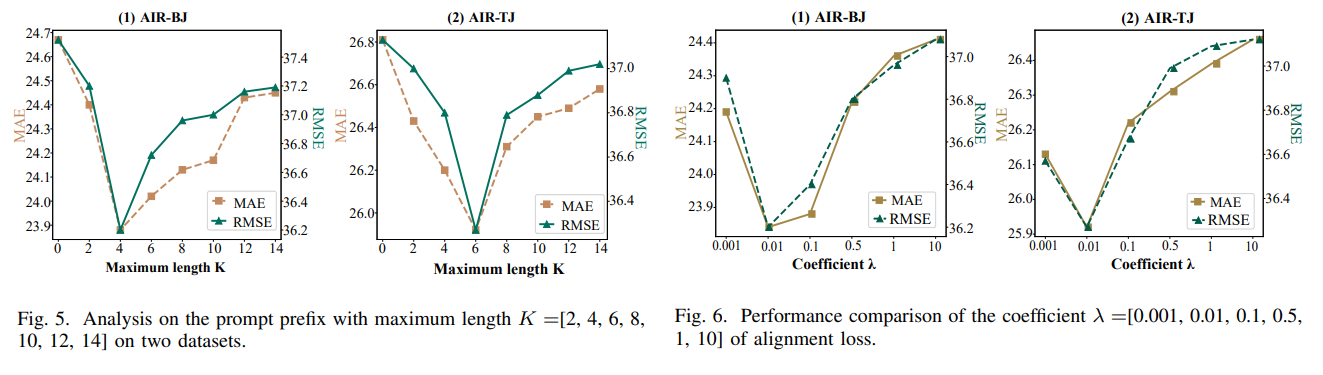 (1) AIR-BJ
24.7
24.6
24.5
24.4
24.3
24.2
24.1
24.0
23.9
MAE
37.4
37.2
37.0
36.8
36.6
36.4
36.2
RMSE
MAE
RMSE
0 2 4 6 8 10 12 14
Maximum length K
(2) AIR-TJ
26.8
26.6
26.4
26.2
26.0
MAE
37.0
36.8
36.6
36.4
RMSE
MAE
RMSE
0 2 4 6 8 10 12 14
Maximum length K
Fig. 5. Analysis on the prompt prefix with maximum length K =[2, 4, 6, 8,
10, 12, 14] on two datasets.
(1) AIR-BJ
24.4
24.3
24.2
24.1
24.0
23.9
MAE
37.0
36.8
36.6
36.4
36.2
RMSE
MAE
RMSE
0.001 0.01 0.1 0.5 1 10
Coefficient λ
(2) AIR-TJ
26.4
26.3
26.2
26.1
26.0
25.9
MAE
37.0
36.8
36.6
36.4
RMSE
MAE
RMSE
0.001 0.01 0.1 0.5 1 10
Coefficient λ
Fig. 6. Performance comparison of the coefficient λ =[0.001, 0.01, 0.1, 0.5,
1, 10] of alignment loss.